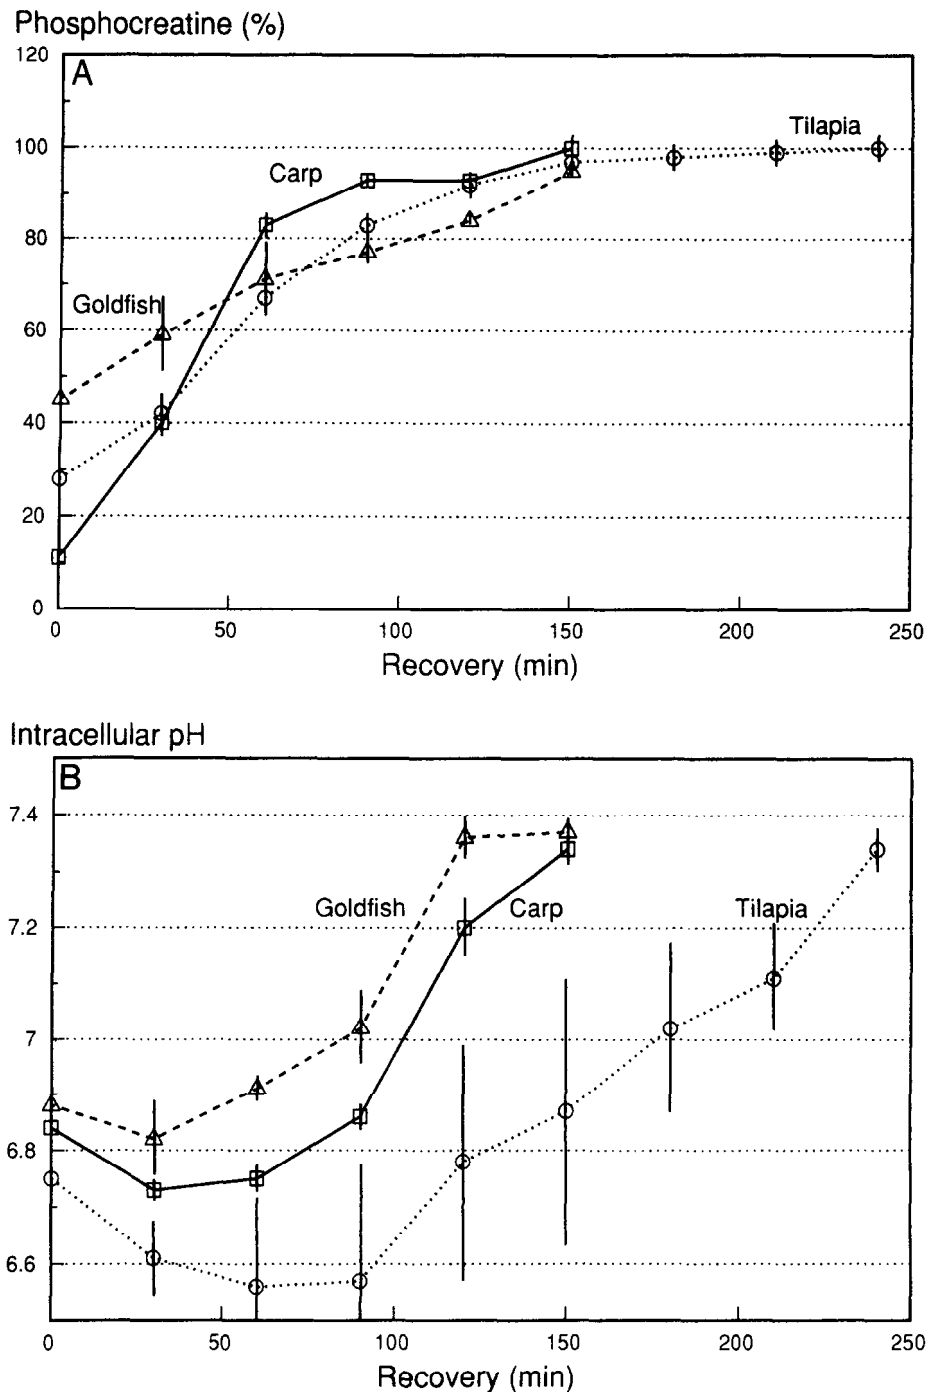 Phosphocreatine (%)
120
A
100
80
60
40
20
0
Tilapia
Carp
Goldfish
0 50 100 150 200 250
Recovery (min)
Intracellular pH
B
7.4
7.2
7
6.8
6.6
Goldfish Carp Tilapia
0 50 100 150 200 250
Recovery (min)